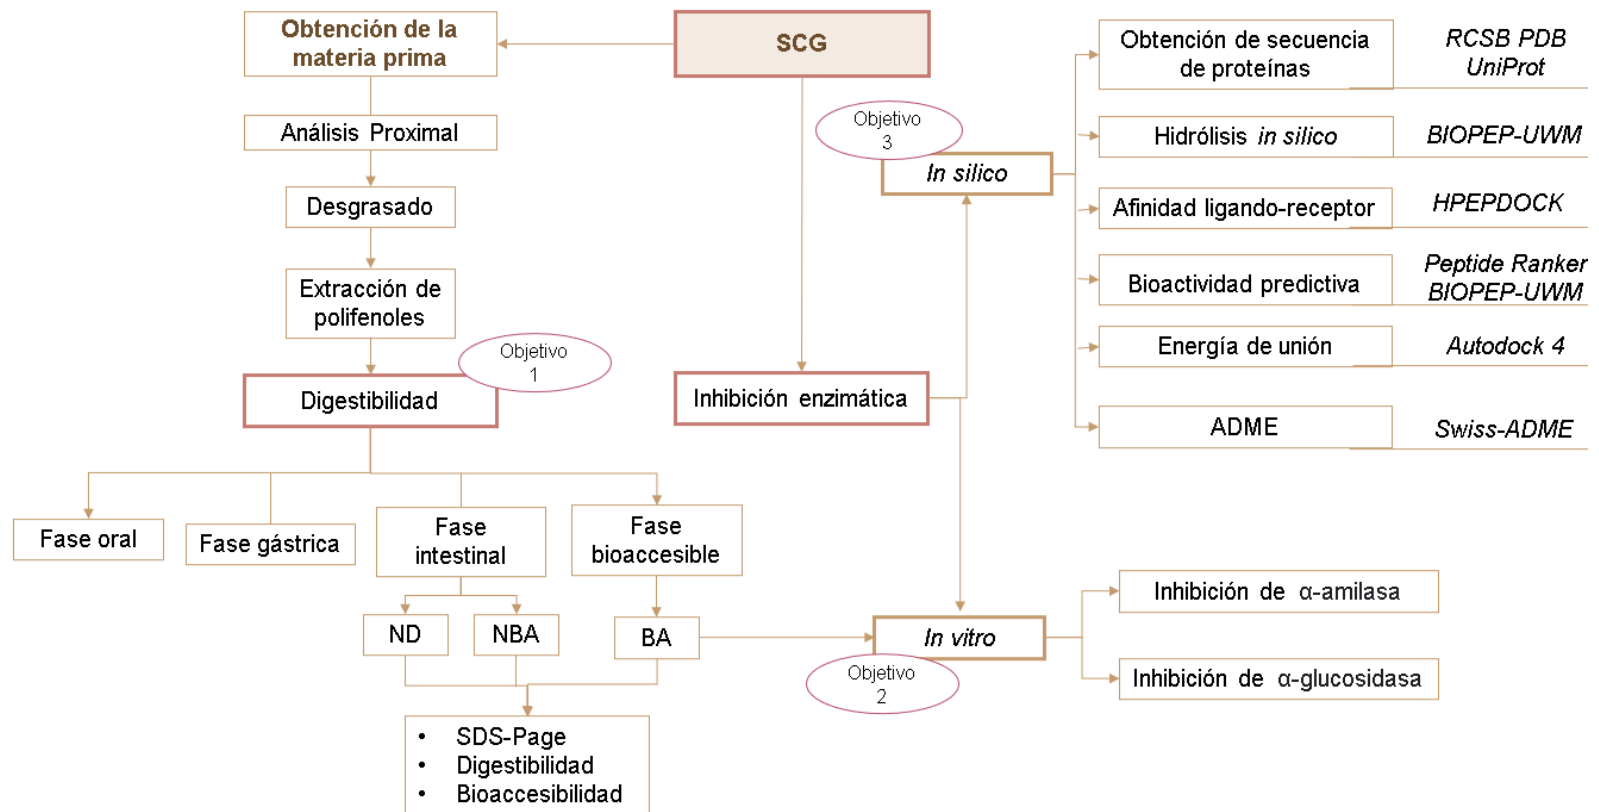 Obtención de la
materia prima
SCG
Análisis Proximal
Desgrasado
Extracción de
polifenoles
Objetivo
1
Digestibilidad
Fase oral
Fase gástrica
Fase
intestinal
Fase
bioaccesible
ND
NBA
BA
• SDS-Page
• Digestibilidad
• Bioaccesibilidad
Inhibición enzimática
Objetivo
3
In silico
In vitro
Objetivo
2
Obtención de secuencia
de proteínas
RCSB PDB
UniProt
Hidrólisis in silico
BIOPEP-UWM
Afinidad ligando-receptor
HPEPDOCK
Bioactividad predictiva
Peptide Ranker
BIOPEP-UWM
Energía de unión
Autodock 4
ADME
Swiss-ADME
Inhibición de α-amilasa
Inhibición de α-glucosidasa